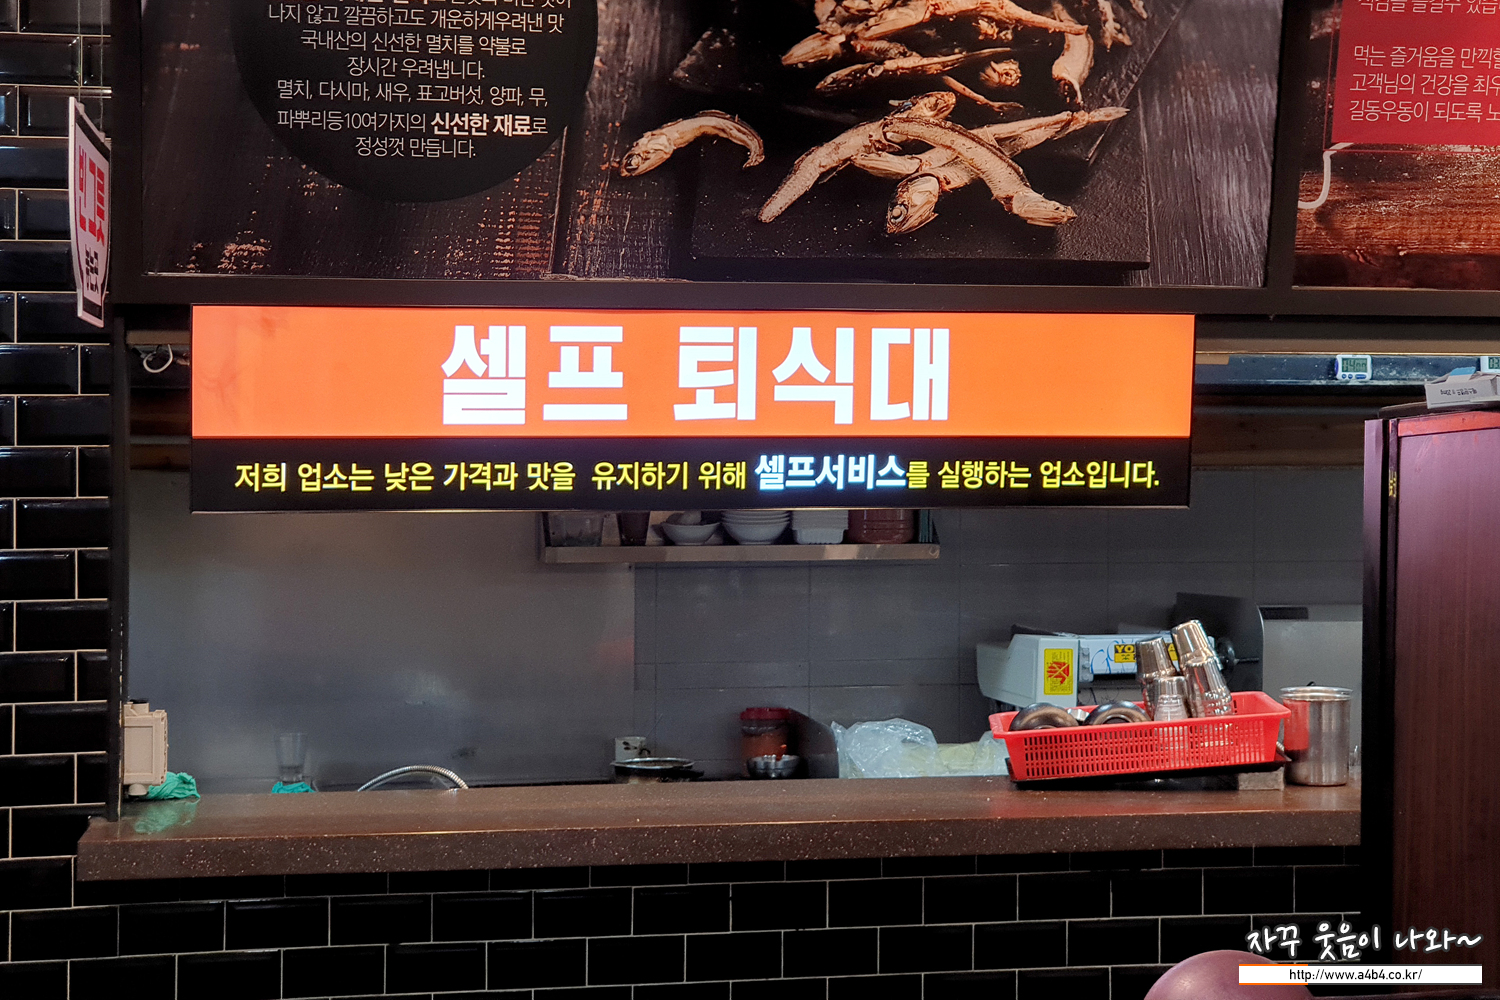 나지 않고 깔끔하고도 개운하게우려낸 맛
국내산의 신선한 멸치를 약불로
장시간 우려냅니다.
멸치, 다시마, 새우, 표고버섯, 양파, 무,
파뿌리등10여가지의 신선한 재료로
정성껏 만듭니다.
먹는 즐거움을 만끽할
고객님의 건강을 최우
길동우동이 되도록 노
빈그릇
셀프 퇴식대
저희 업소는 낮은 가격과 맛을 유지하기 위해 셀프서비스를 실행하는 업소입니다.
자꾸 웃음이 나와~
http://www.a4b4.co.kr/